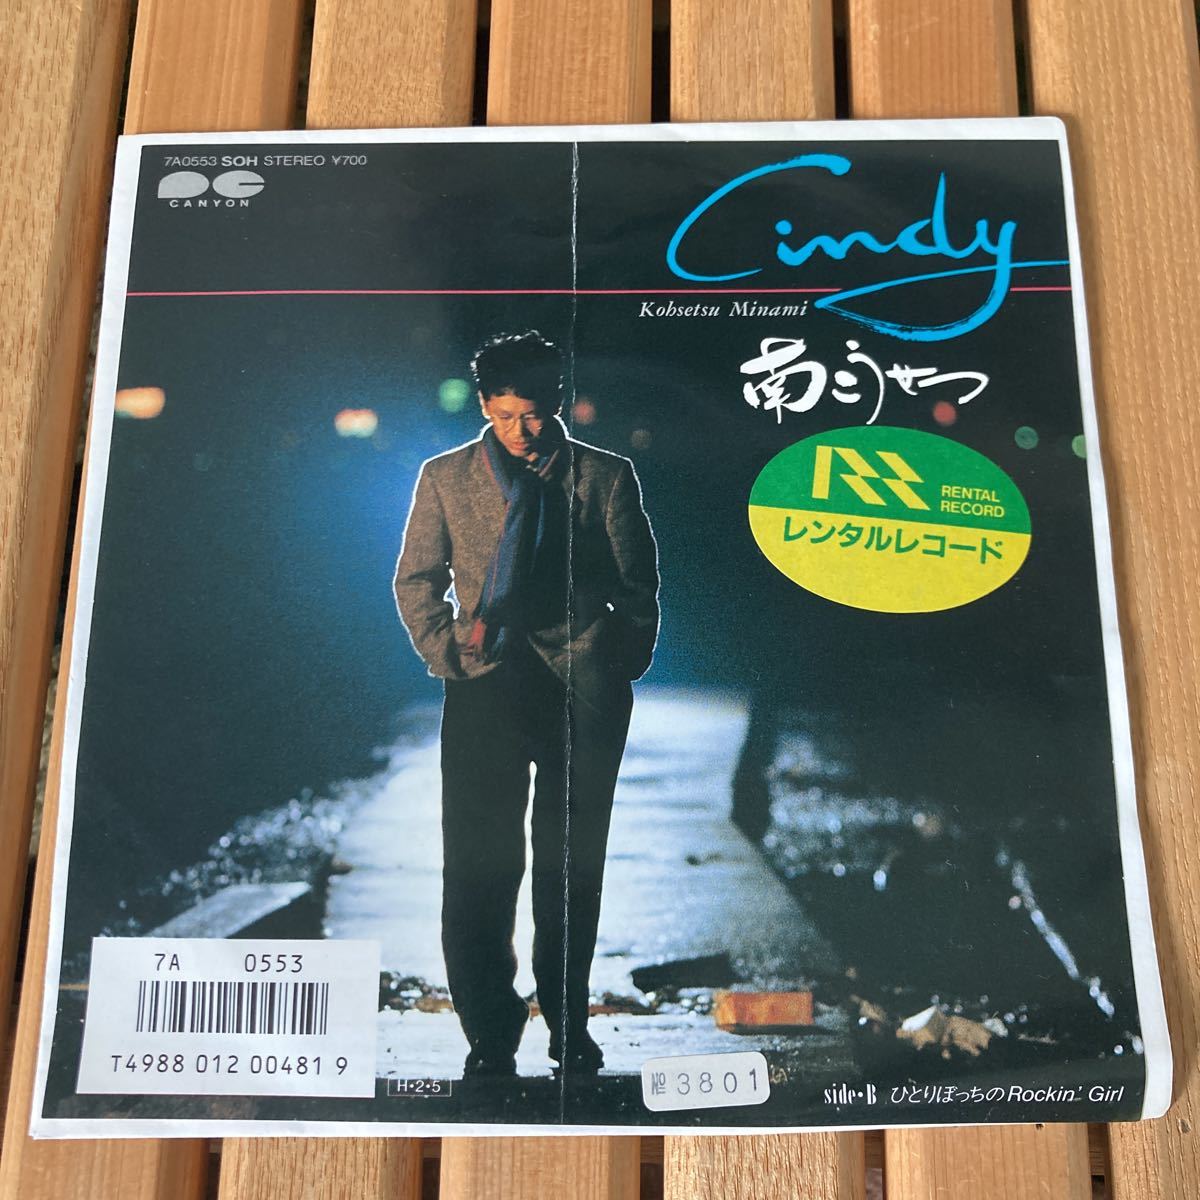 7A0553 SOH STEREO ¥700
CANYON
Cindy
Kohsetsu Minami
南こうせつ
RENTAL
RECORD
レンタルレコード
7A 0553
T4988 012 00481 9
H・2・5
№ 3801
side・B ひとりぼっちのRockin' Girl